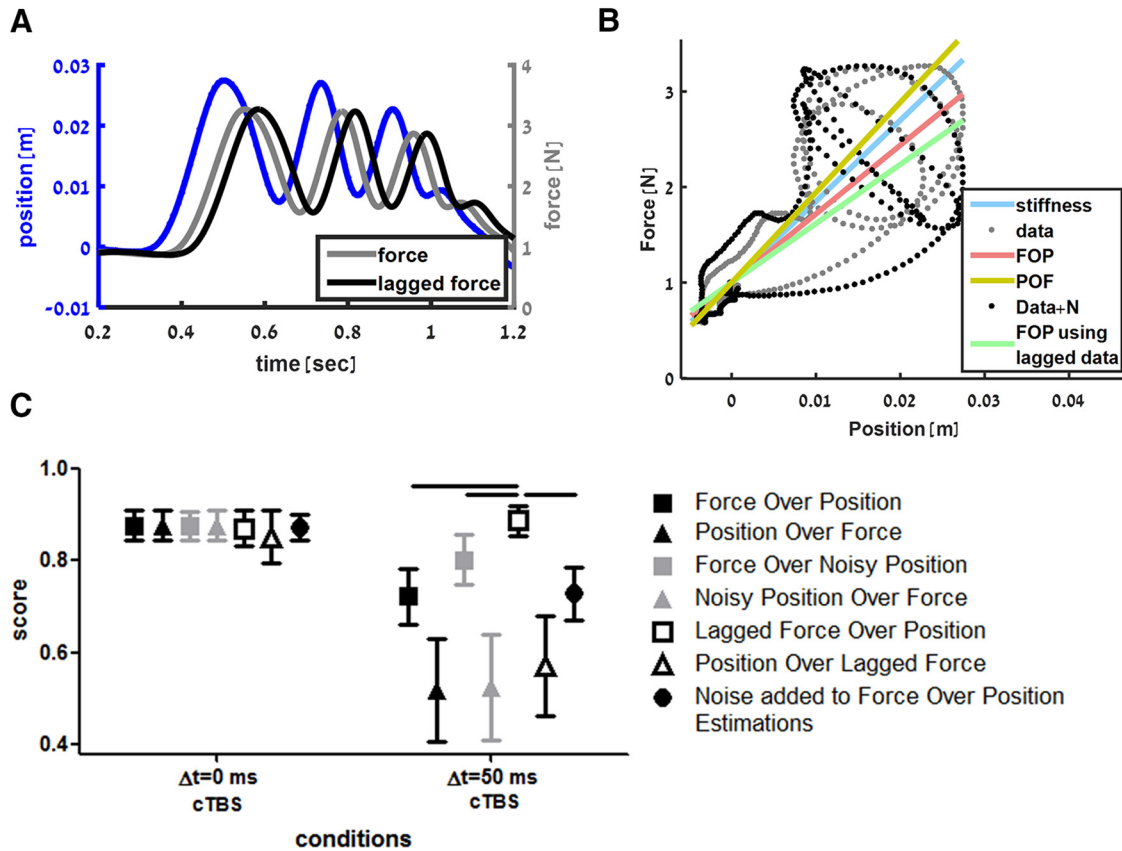 A
0.03
0.02
0.01
0
-0.01
position [m]
4
3
2
1
0
force [N]
force
lagged force
0.2
0.4
0.6
0.8
1
1.2
time [sec]
B
3
2
1
0
Force [N]
stiffness
data
FOP
POF
Data+N
FOP using
lagged data
0
0.01
0.02
0.03
0.04
Position [m]
C
1.0
0.8
0.6
0.4
score
Δt=0 ms
cTBS
Δt=50 ms
cTBS
conditions
Force Over Position
Position Over Force
Force Over Noisy Position
Noisy Position Over Force
Lagged Force Over Position
Position Over Lagged Force
Noise added to Force Over Position
Estimations